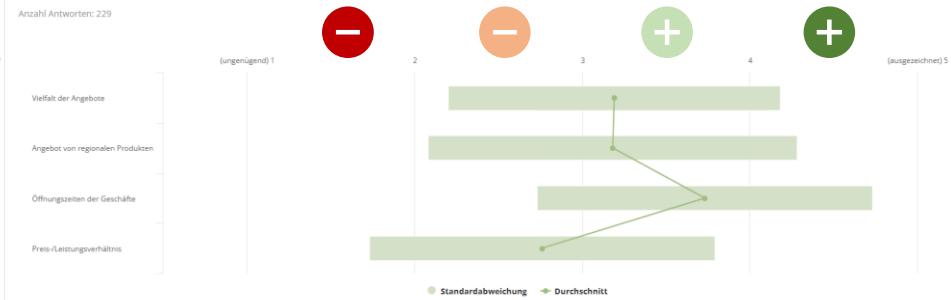 Anzahl Antworten: 229
(ungenügend) 1 2 3 4 (ausgezeichnet) 5
Vielfalt der Angebote
Angebot von regionalen Produkten
Öffnungszeiten der Geschäfte
Preis-/Leistungsverhältnis
Standardabweichung Durchschnitt